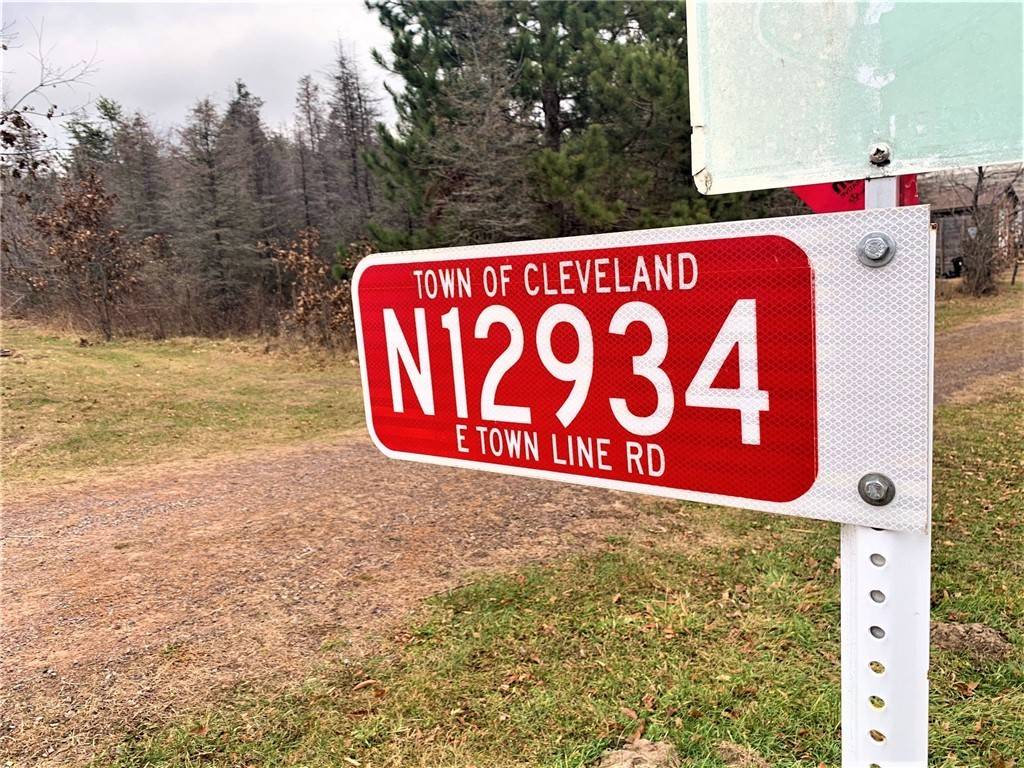 TOWN OF CLEVELAND
N12934
E TOWN LINE RD